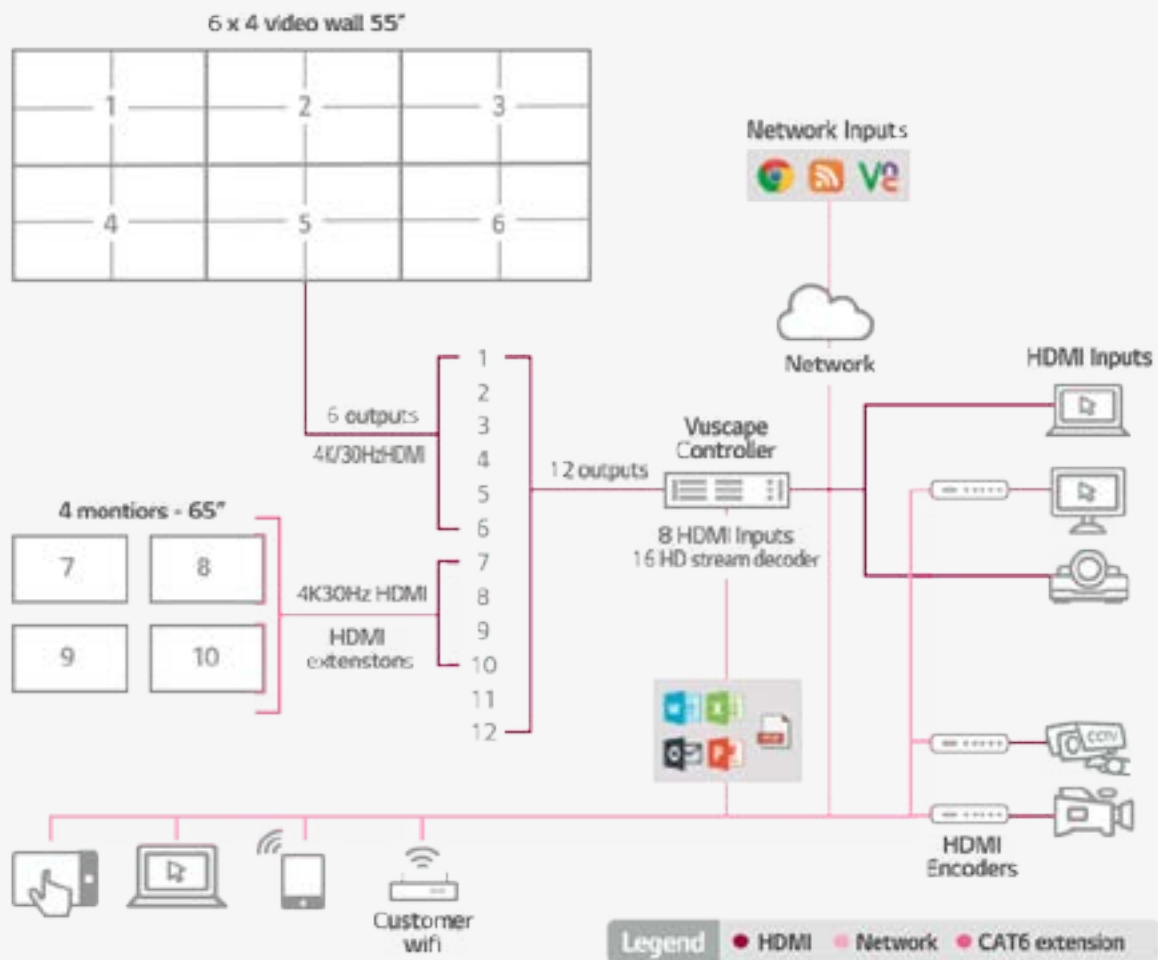 6 x 4 video wall 55″
1
2
3
4
5
6
Network Inputs
VNC
Network
HDMI Inputs
1
2
3
4
5
6
7
8
9
10
11
12
6 outputs
4K/30HzHDMI
12 outputs
Vuscape
Controller
8 HDMI Inputs
16 HD stream decoder
4 montiors - 65″
7
8
9
10
4K30Hz HDMI
HDMI
extenstons
CCTV
HDMI
Encoders
Customer
wifi
Legend
HDMI
Network
CAT6 extension